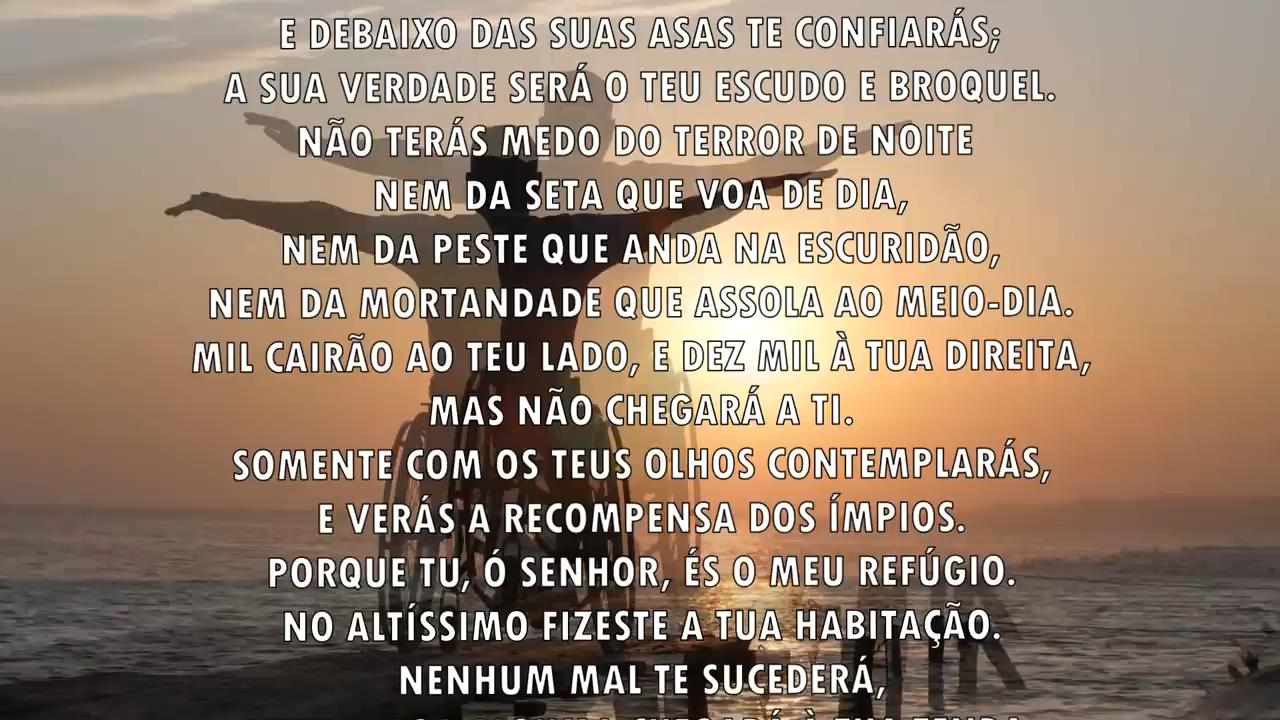 E DEBAIXO DAS SUAS ASAS TE CONFIARÁS;
A SUA VERDADE SERÁ O TEU ESCUDO E BROQUEL.
NÃO TERÁS MEDO DO TERROR DE NOITE
NEM DA SETA QUE VOA DE DIA,
NEM DA PESTE QUE ANDA NA ESCURIDÃO,
NEM DA MORTANDADE QUE ASSOLA AO MEIO-DIA.
MIL CAIRÃO AO TEU LADO, E DEZ MIL À TUA DIREITA,
MAS NÃO CHEGARÁ A TI.
SOMENTE COM OS TEUS OLHOS CONTEMPLARÁS,
E VERÁS A RECOMPENSA DOS ÍMPIOS.
PORQUE TU, Ó SENHOR, ÉS O MEU REFÚGIO.
NO ALTÍSSIMO FIZESTE A TUA HABITAÇÃO.
NENHUM MAL TE SUCEDERÁ,